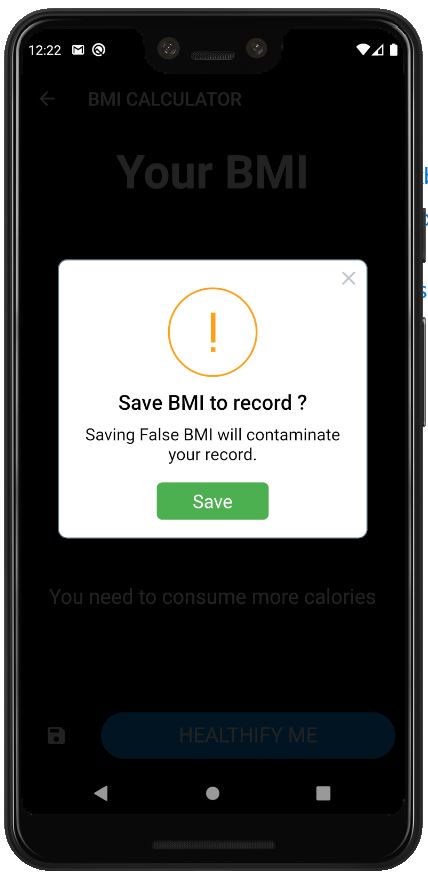 12:22
BMI CALCULATOR
Your BMI
!
Save BMI to record ?
Saving False BMI will contaminate
your record.
Save
You need to consume more calories
HEALTHIFY ME